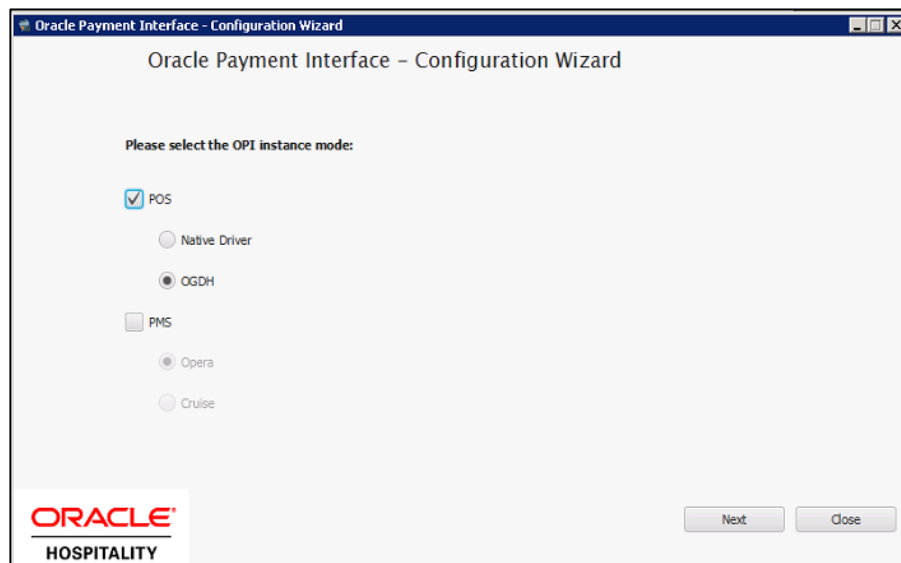 Oracle Payment Interface - Configuration Wizard
Oracle Payment Interface – Configuration Wizard
Please select the OPI instance mode:
POS
Native Driver
OGDH
PMS
Opera
Cruise
ORACLE®
HOSPITALITY
Next
Close